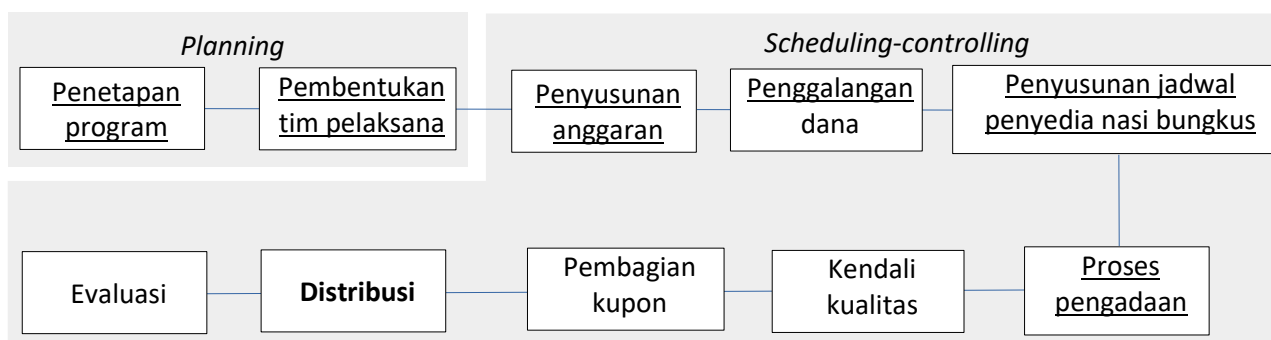 Planning
Scheduling-controlling
Penetapan
program
Pembentukan
tim pelaksana
Penyusunan
anggaran
Penggalangan
dana
Penyusunan jadwal
penyedia nasi bungkus
Evaluasi
Distribusi
Pembagian
kupon
Kendali
kualitas
Proses
pengadaan